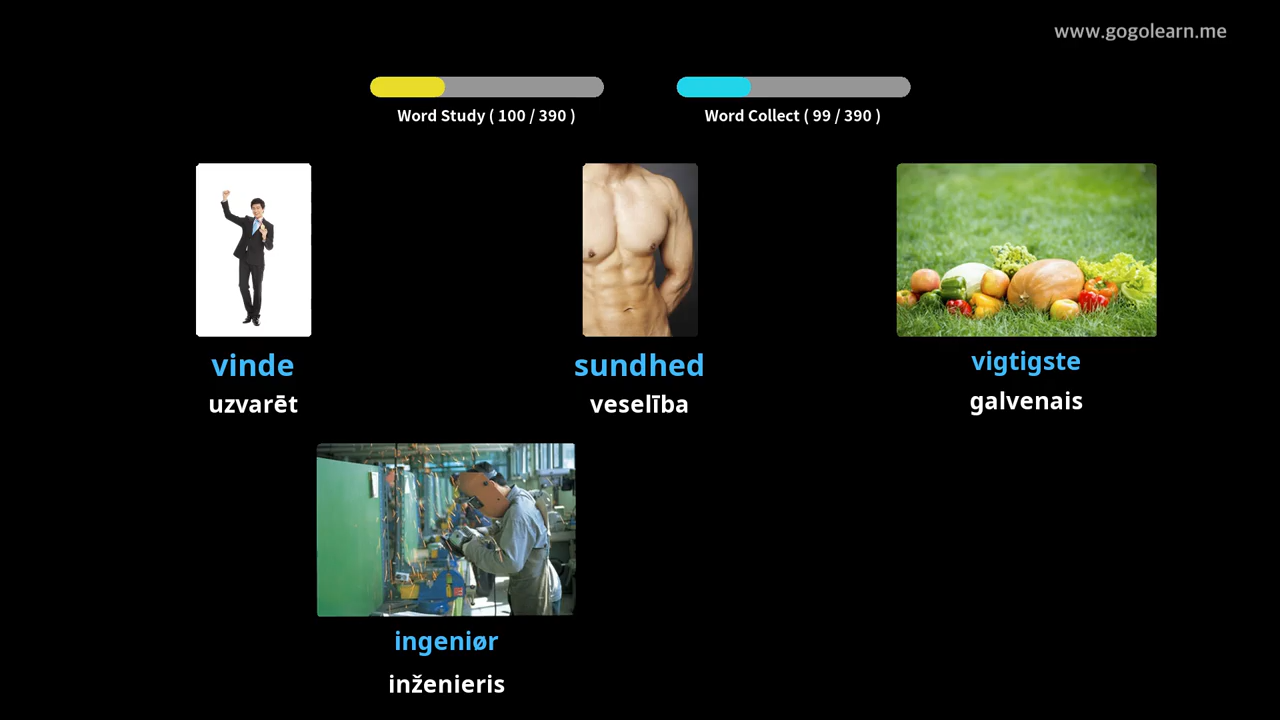 www.gogolearn.me
Word Study ( 100 / 390 )
Word Collect ( 99 / 390 )
vinde
uzvarēt
sundhed
veselība
vigtigste
galvenais
ingeniør
inženieris